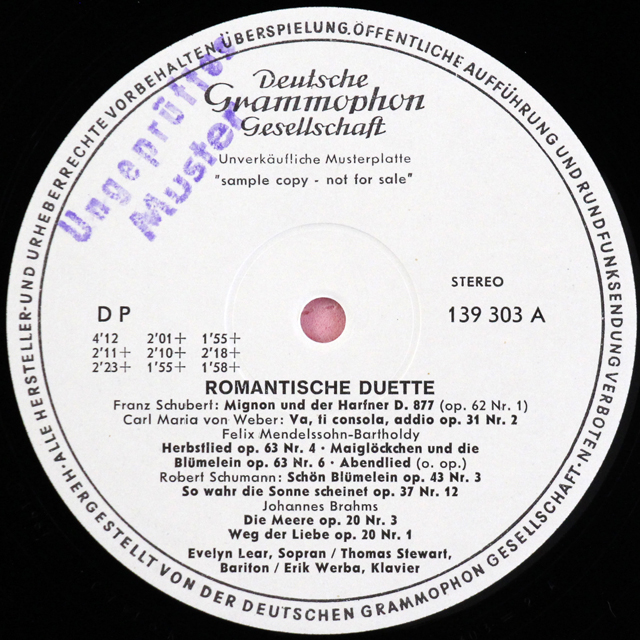 ALLE HERSTELLER-UND URHEBERRECHTE VORBEHALTEN ÜBERSPIELUNG. ÖFFENTLICHE AUFFÜHRUNG UND RUNDFUNKSENDUNG VERBOTEN.
Deutsche
Grammophon
Gesellschaft
Ungeprüftes
Muster
Unverkäufliche Musterplatte
"sample copy - not for sale"
STEREO
DP
139 303 A
4'12 2'01+ 1'55+
2'11+ 2'10+ 2'18+
2'23+ 1'55+ 1'58+
ROMANTISCHE DUETTE
Franz Schubert: Mignon und der Harfner D. 877 (op. 62 Nr. 1)
Carl Maria von Weber: Va, ti consola, addio op. 31 Nr. 2
Felix Mendelssohn-Bartholdy
Herbstlied op. 63 Nr. 4 · Maiglöckchen und die
Blümelein op. 63 Nr. 6 · Abendlied (o. op.)
Robert Schumann: Schön Blümelein op. 43 Nr. 3
So wahr die Sonne scheinet op. 37 Nr. 12
Johannes Brahms
Die Meere op. 20 Nr. 3
Weg der Liebe op. 20 Nr. 1
Evelyn Lear, Sopran / Thomas Stewart,
Bariton / Erik Werba, Klavier
HERGESTELLT VON DER DEUTSCHEN GRAMMOPHON GESELLSCHAFT